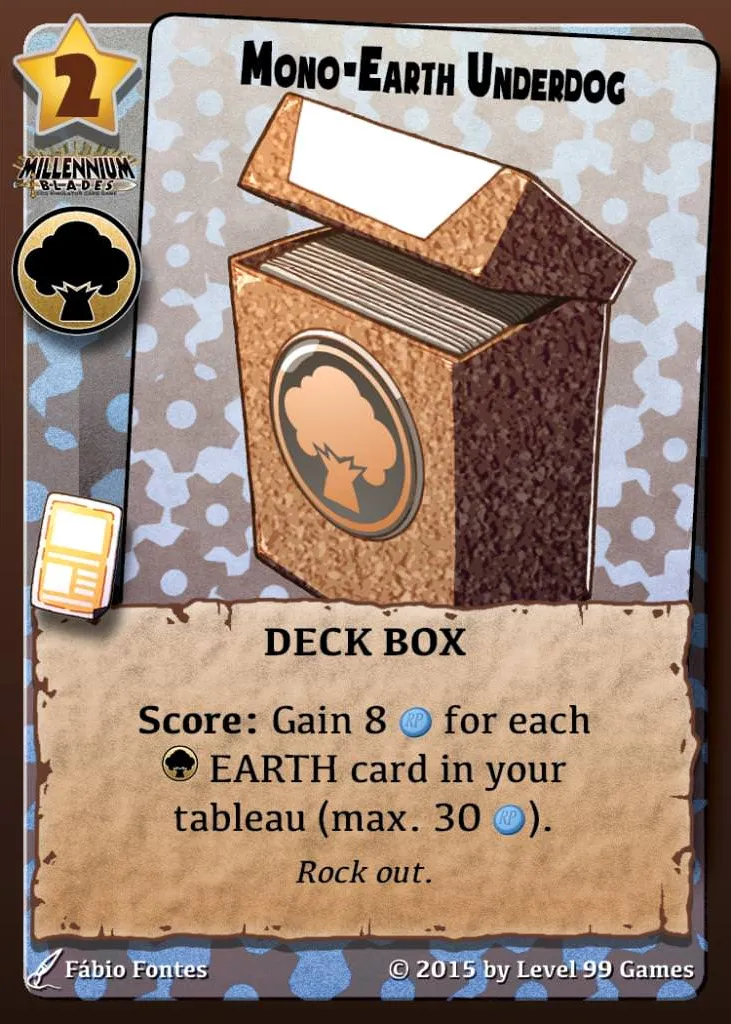 2
MONO-EARTH UNDERDOG
MILLENNIUM
BLADES
DECK BOX
Score: Gain 8 RP for each
EARTH card in your
tableau (max. 30 RP).
Rock out.
Fábio Fontes
© 2015 by Level 99 Games